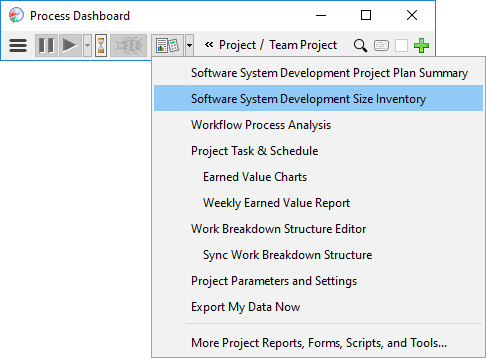 Process Dashboard
« Project / Team Project
Software System Development Project Plan Summary
Software System Development Size Inventory
Workflow Process Analysis
Project Task & Schedule
Earned Value Charts
Weekly Earned Value Report
Work Breakdown Structure Editor
Sync Work Breakdown Structure
Project Parameters and Settings
Export My Data Now
More Project Reports, Forms, Scripts, and Tools...